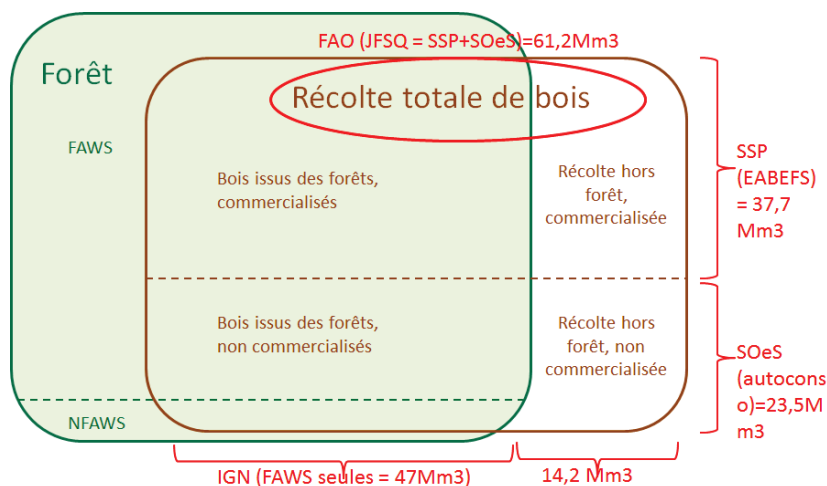 FAO (JFSQ = SSP+SOeS)=61,2Mm3
Forêt
Récolte totale de bois
FAWS
Bois issus des forêts,
commercialisés
Récolte hors
forêt,
commercialisée
SSP
(EABEFS)
= 37,7
Mm3
Bois issus des forêts,
non commercialisés
Récolte hors
forêt, non
commercialisée
SOeS
(autocons
o)=23,5M
m3
NFAWS
IGN (FAWS seules = 47Mm3)
14,2 Mm3